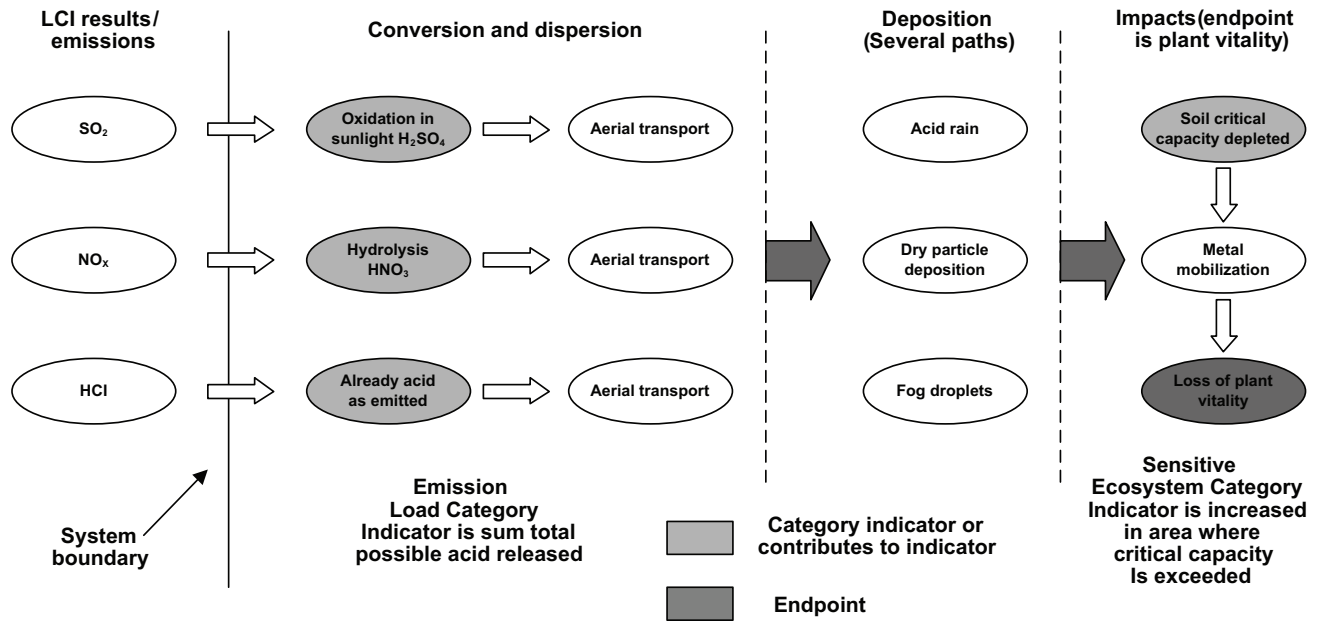 LCI results/
emissions
Conversion and dispersion
Deposition
(Several paths)
Impacts(endpoint
is plant vitality)
SO₂
Oxidation in
sunlight H₂SO₄
Aerial transport
Acid rain
Soil critical
capacity depleted
NOₓ
Hydrolysis
HNO₃
Aerial transport
Dry particle
deposition
Metal
mobilization
HCl
Already acid
as emitted
Aerial transport
Fog droplets
Loss of plant
vitality
System
boundary
Emission
Load Category
Indicator is sum total
possible acid released
Category indicator or
contributes to indicator
Endpoint
Sensitive
Ecosystem Category
Indicator is increased
in area where
critical capacity
Is exceeded